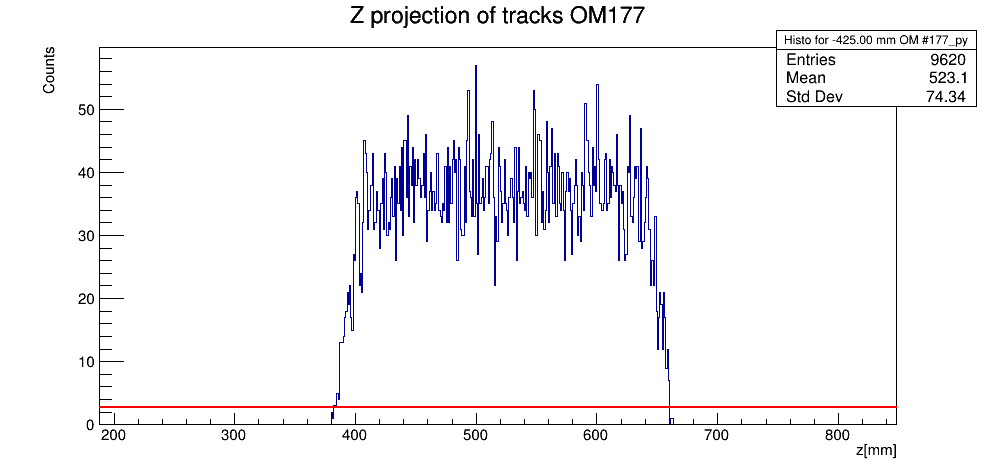 Z projection of tracks OM177
Histo for -425.00 mm OM #177_py
Entries 9620
Mean 523.1
Std Dev 74.34
Counts
50
40
30
20
10
0
200 300 400 500 600 700 800
z[mm]